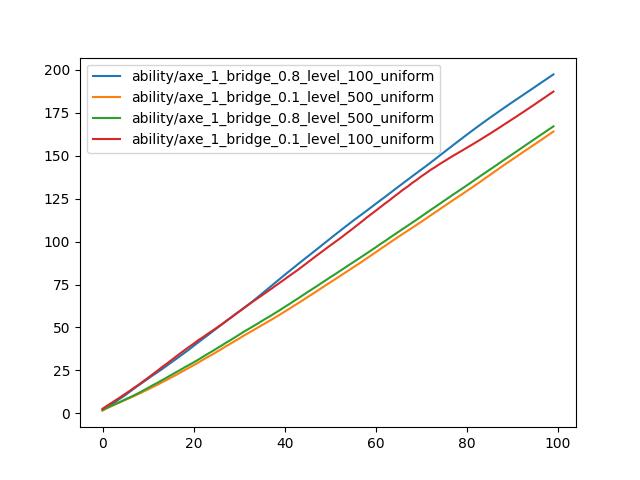 ability/axe_1_bridge_0.8_level_100_uniform
ability/axe_1_bridge_0.1_level_500_uniform
ability/axe_1_bridge_0.8_level_500_uniform
ability/axe_1_bridge_0.1_level_100_uniform
200
175
150
125
100
75
50
25
0
0 20 40 60 80 100